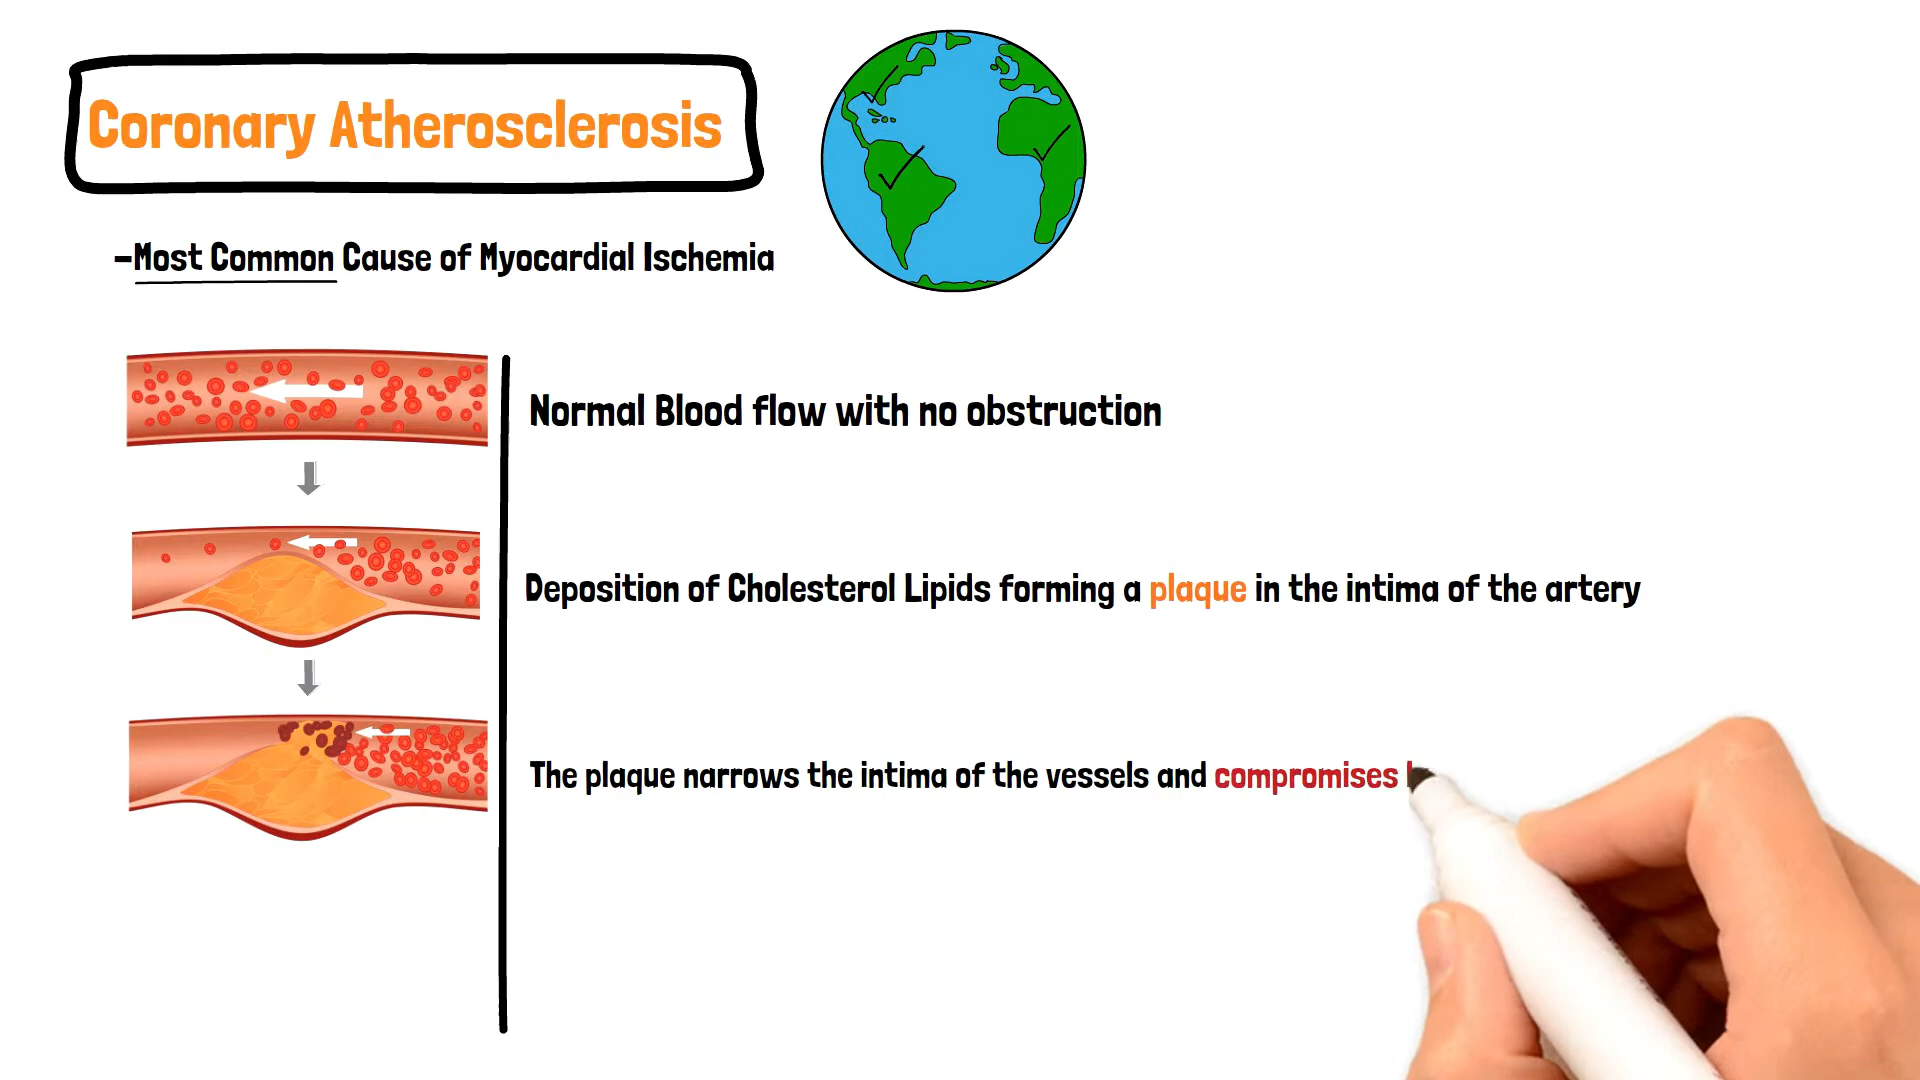 Coronary Atherosclerosis
-Most Common Cause of Myocardial Ischemia
Normal Blood flow with no obstruction
Deposition of Cholesterol Lipids forming a plaque in the intima of the artery
The plaque narrows the intima of the vessels and compromises